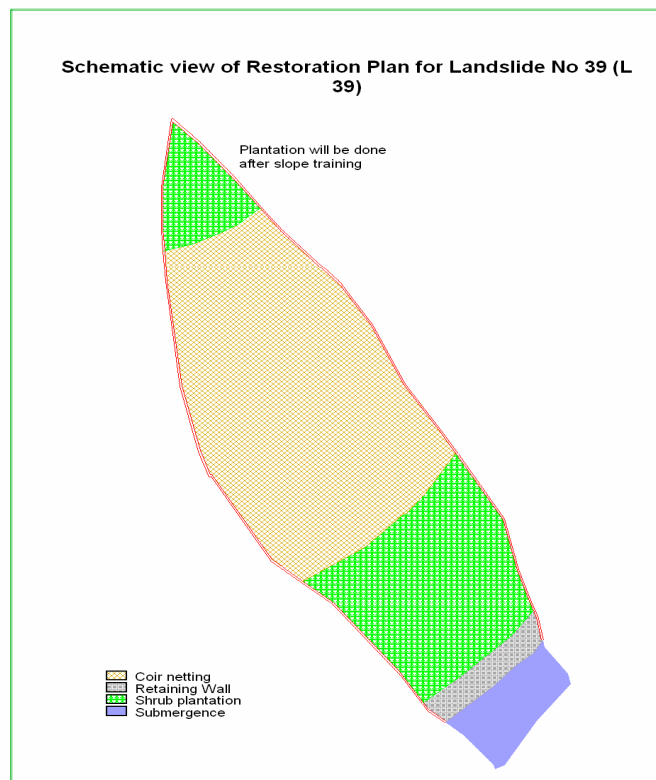 Schematic view of Restoration Plan for Landslide No 39 (L
39)
Plantation will be done
after slope training
Coir netting
Retaining Wall
Shrub plantation
Submergence